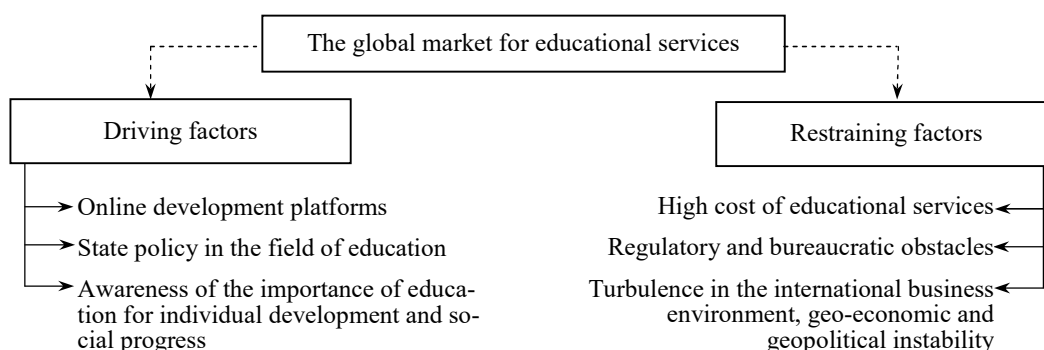 The global market for educational services
Driving factors
Online development platforms
State policy in the field of education
Awareness of the importance of educa-
tion for individual development and so-
cial progress
Restraining factors
High cost of educational services
Regulatory and bureaucratic obstacles
Turbulence in the international business
environment, geo-economic and
geopolitical instability